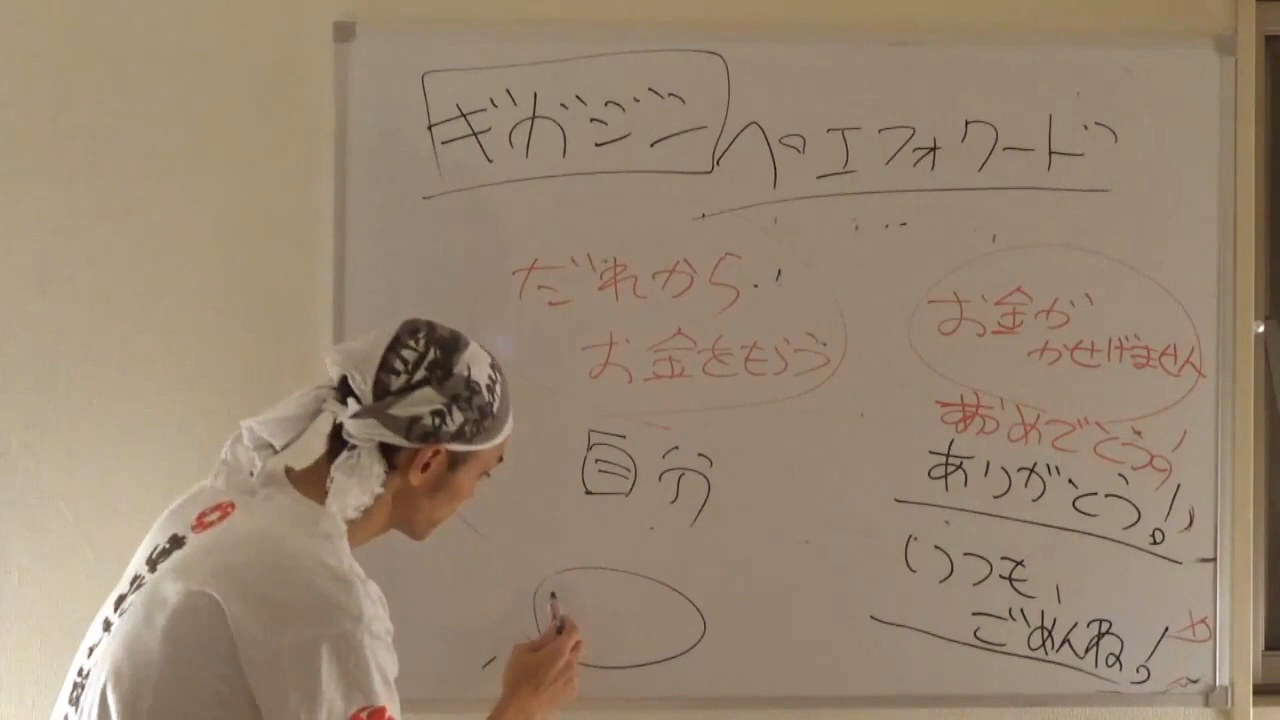 ギガジン ペエフォワード
だれから
お金をもらう
自分
お金が
かせげません
おめでとう!
ありがとう!
いつも、
ごめんね!